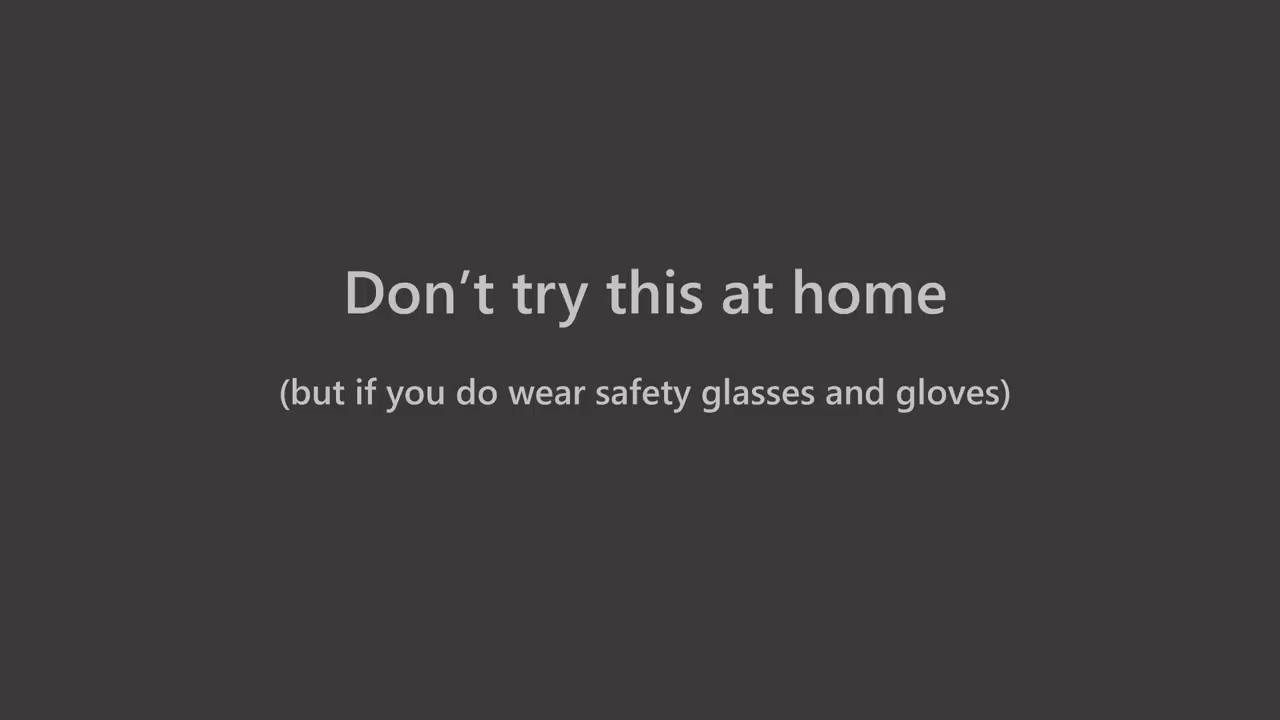 Don’t try this at home
(but if you do wear safety glasses and gloves)